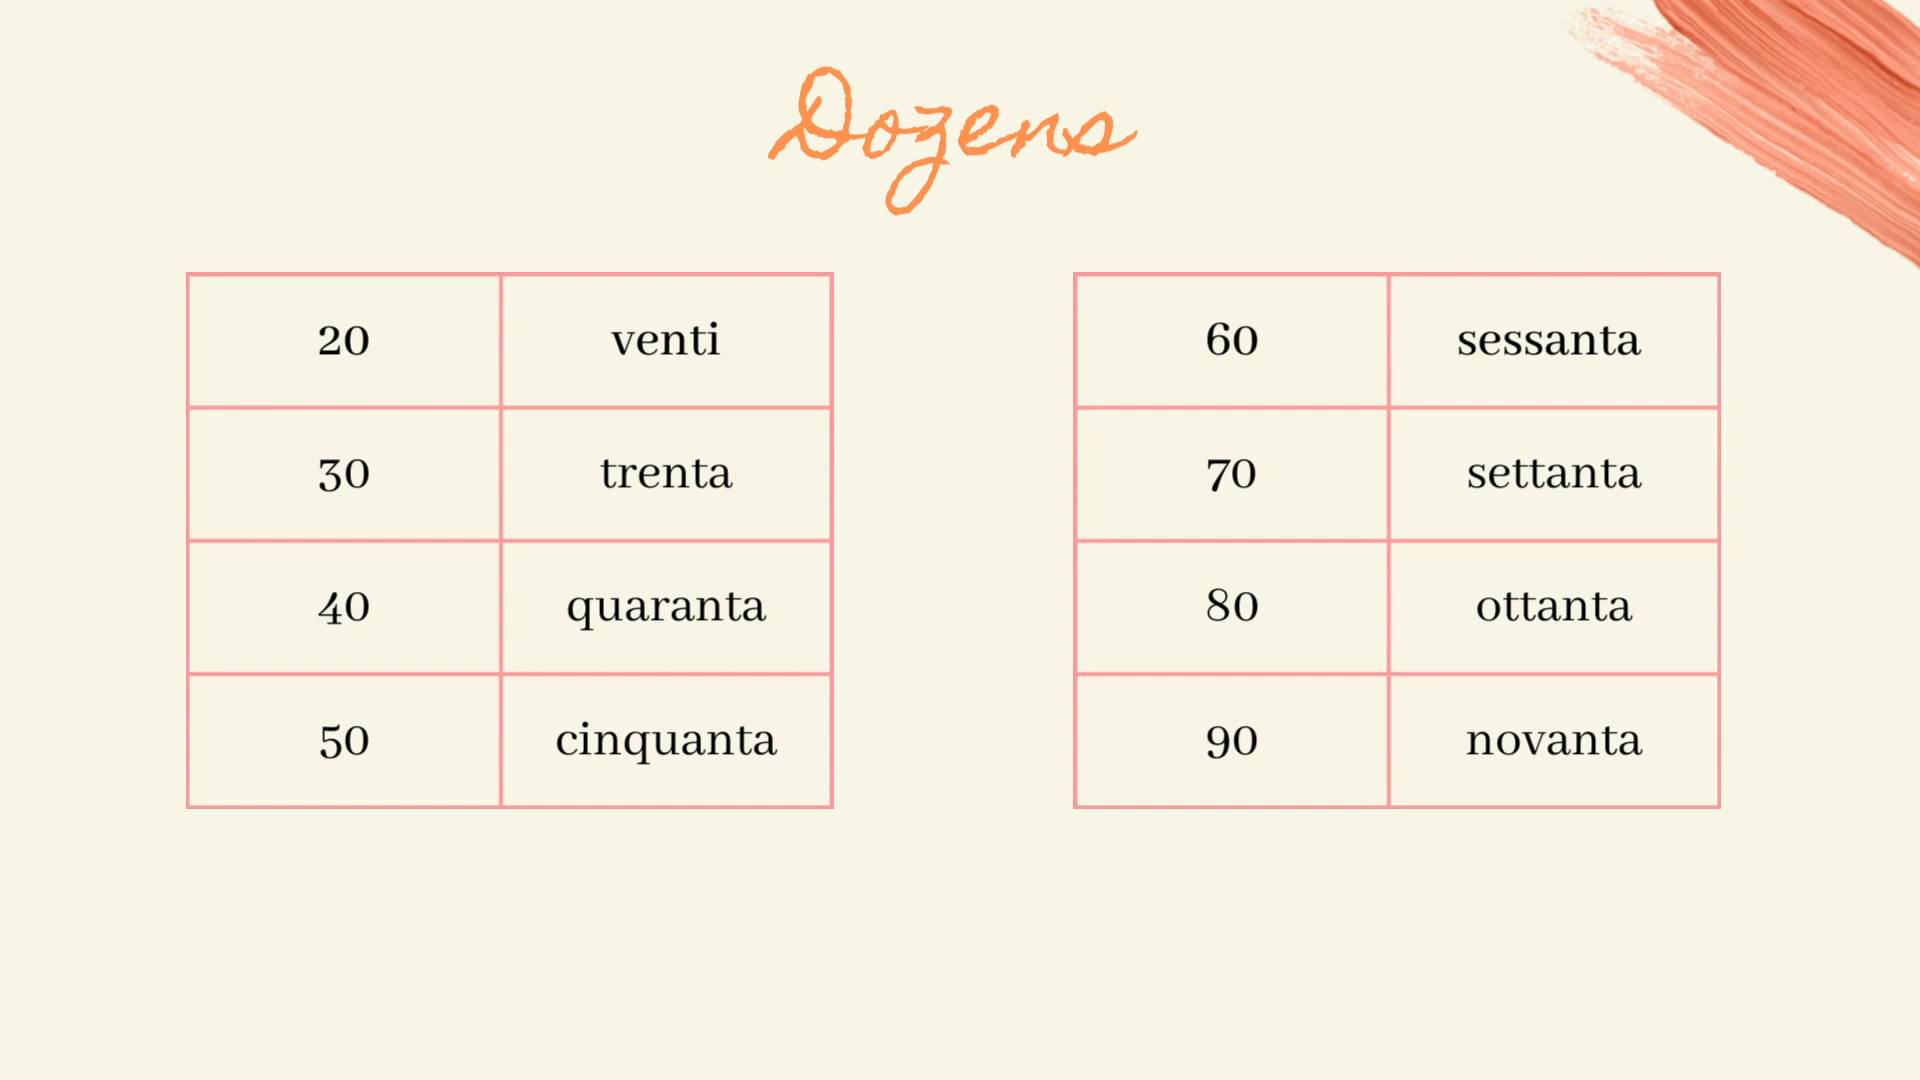 Dozens
20 venti
30 trenta
40 quaranta
50 cinquanta
60 sessanta
70 settanta
80 ottanta
90 novanta